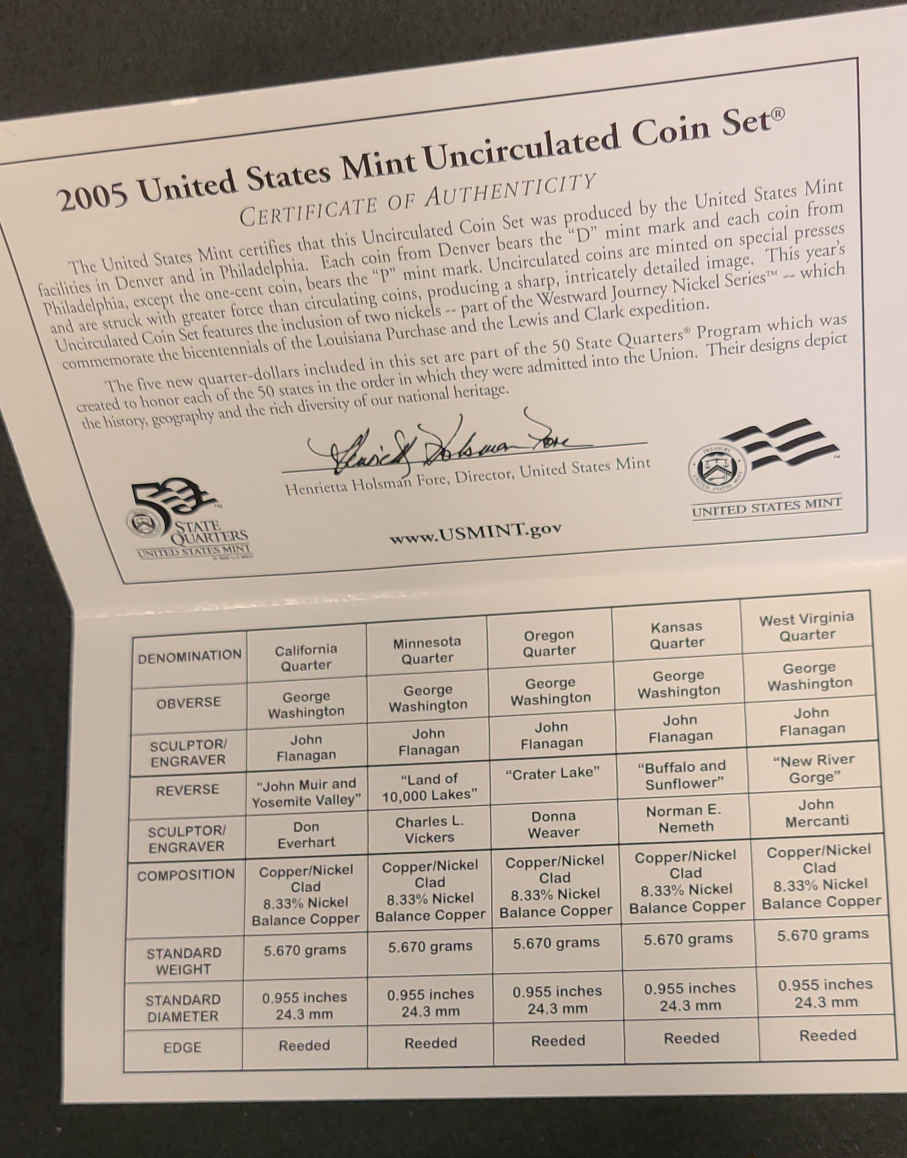 2005 United States Mint Uncirculated Coin Set®
CERTIFICATE OF AUTHENTICITY
The United States Mint certifies that this Uncirculated Coin Set was produced by the United States Mint
facilities in Denver and in Philadelphia. Each coin from Denver bears the "D" mint mark and each coin from
Philadelphia, except the one-cent coin, bears the "P" mint mark. Uncirculated coins are minted on special presses
and are struck with greater force than circulating coins, producing a sharp, intricately detailed image. This year's
Uncirculated Coin Set features the inclusion of two nickels -- part of the Westward Journey Nickel Series™ -- which
commemorate the bicentennials of the Louisiana Purchase and the Lewis and Clark expedition.
The five new quarter-dollars included in this set are part of the 50 State Quarters® Program which was
created to honor each of the 50 states in the order in which they were admitted into the Union. Their designs depict
the history, geography and the rich diversity of our national heritage.
Henrietta Holsman Fore
Henrietta Holsman Fore, Director, United States Mint
50
STATE
QUARTERS
UNITED STATES MINT
www.USMINT.gov
UNITED STATES MINT
DENOMINATION California Quarter Minnesota Quarter Oregon Quarter Kansas Quarter West Virginia Quarter
OBVERSE George Washington George Washington George Washington George Washington George Washington
SCULPTOR/ENGRAVER John Flanagan John Flanagan John Flanagan John Flanagan John Flanagan
REVERSE "John Muir and Yosemite Valley" "Land of 10,000 Lakes" "Crater Lake" "Buffalo and Sunflower" "New River Gorge"
SCULPTOR/ENGRAVER Don Everhart Charles L. Vickers Donna Weaver Norman E. Nemeth John Mercanti
COMPOSITION Copper/Nickel Clad 8.33% Nickel Balance Copper Copper/Nickel Clad 8.33% Nickel Balance Copper Copper/Nickel Clad 8.33% Nickel Balance Copper Copper/Nickel Clad 8.33% Nickel Balance Copper Copper/Nickel Clad 8.33% Nickel Balance Copper
STANDARD WEIGHT 5.670 grams 5.670 grams 5.670 grams 5.670 grams 5.670 grams
STANDARD DIAMETER 0.955 inches 24.3 mm 0.955 inches 24.3 mm 0.955 inches 24.3 mm 0.955 inches 24.3 mm 0.955 inches 24.3 mm
EDGE Reeded Reeded Reeded Reeded Reeded